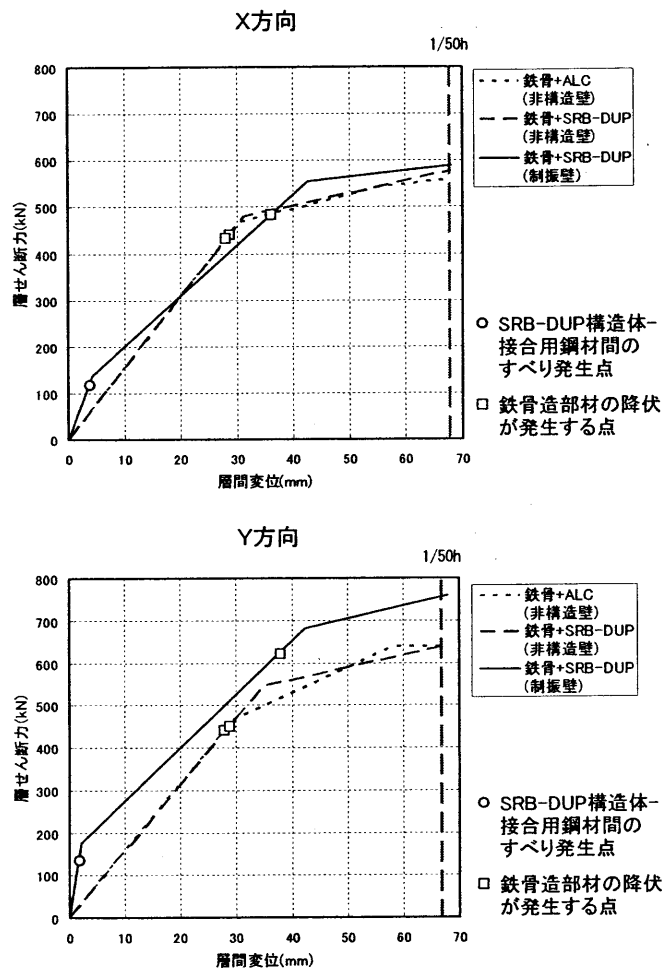 X方向
1/50h
800
700
600
500
400
300
200
100
0
層せん断力(kN)
0 10 20 30 40 50 60 70
層間変位(mm)
鉄骨+ALC
(非構造壁)
鉄骨+SRB-DUP
(非構造壁)
鉄骨+SRB-DUP
(制振壁)
SRB-DUP構造体-
接合用鋼材間の
すべり発生点
鉄骨造部材の降伏
が発生する点
Y方向
1/50h
800
700
600
500
400
300
200
100
0
層せん断力(kN)
0 10 20 30 40 50 60 70
層間変位(mm)
鉄骨+ALC
(非構造壁)
鉄骨+SRB-DUP
(非構造壁)
鉄骨+SRB-DUP
(制振壁)
SRB-DUP構造体-
接合用鋼材間の
すべり発生点
鉄骨造部材の降伏
が発生する点